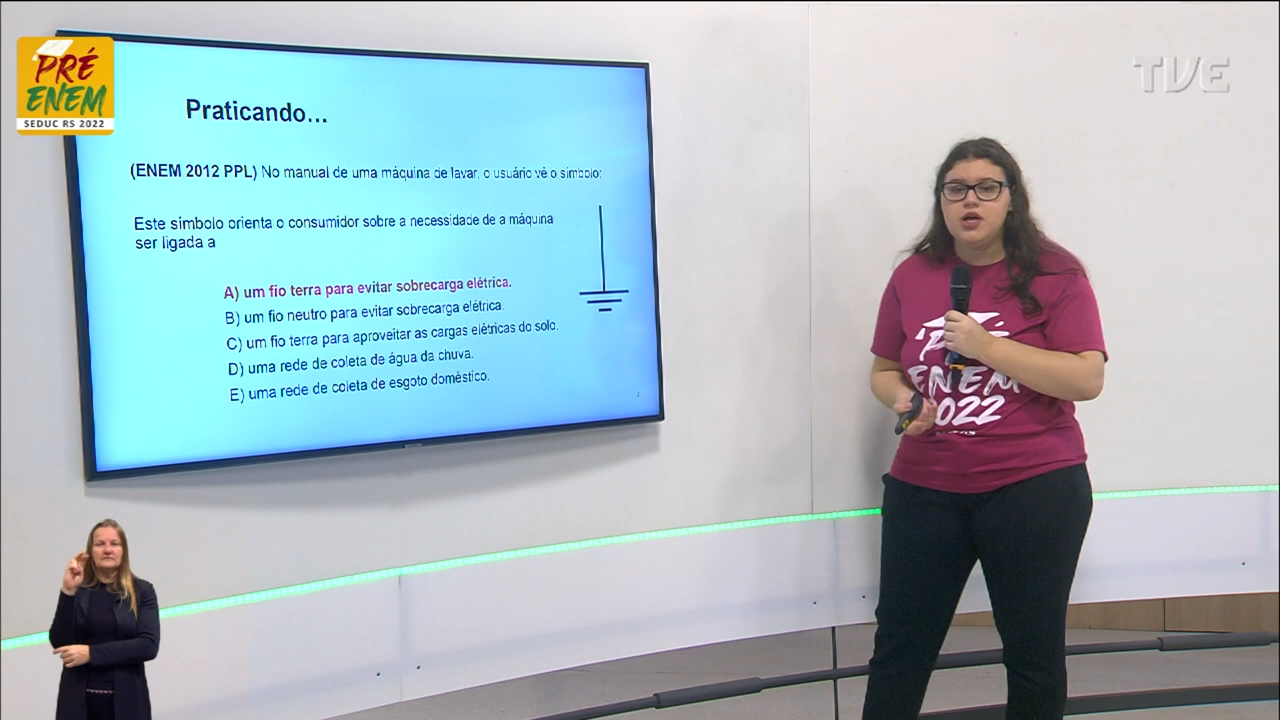 PRÉ
ENEM
SEDUC RS 2022
TVE
Praticando...
(ENEM 2012 PPL) No manual de uma máquina de lavar, o usuário vê o símbolo:
Este símbolo orienta o consumidor sobre a necessidade de a máquina
ser ligada a
A) um fio terra para evitar sobrecarga elétrica.
B) um fio neutro para evitar sobrecarga elétrica.
C) um fio terra para aproveitar as cargas elétricas do solo.
D) uma rede de coleta de água da chuva.
E) uma rede de coleta de esgoto doméstico.
2
PRÉ
ENEM
2022